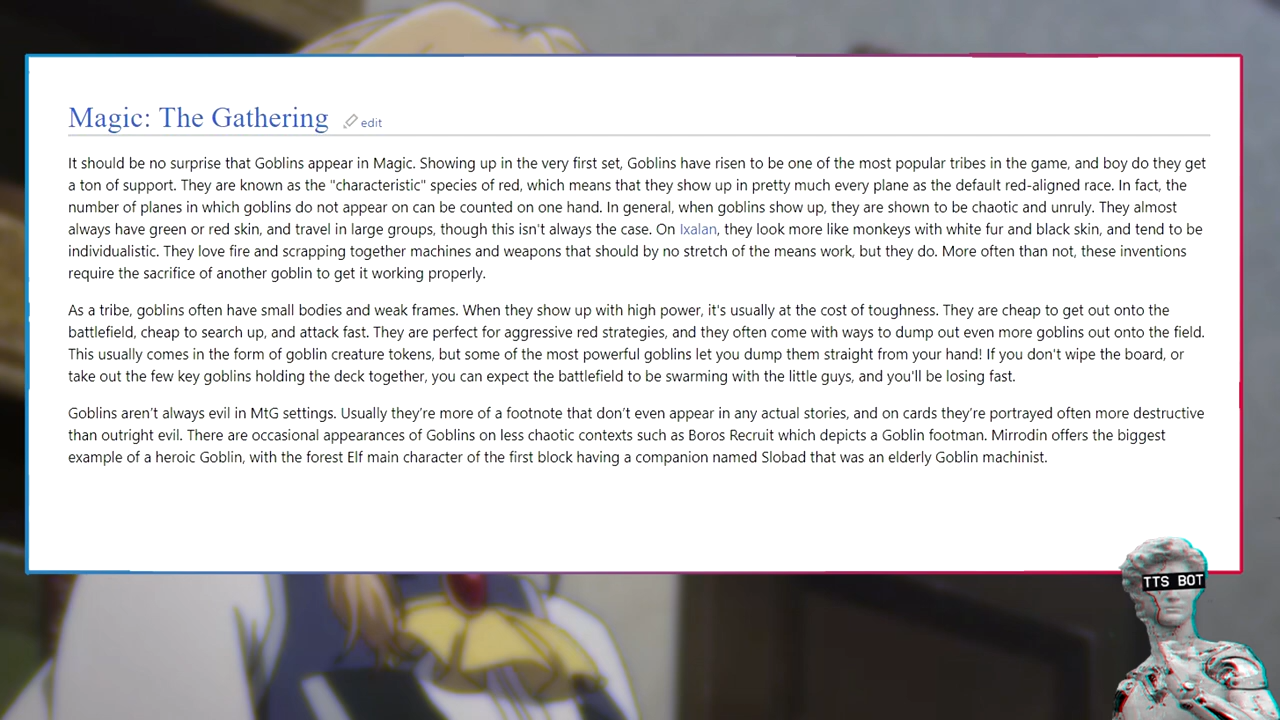 Magic: The Gathering edit
It should be no surprise that Goblins appear in Magic. Showing up in the very first set, Goblins have risen to be one of the most popular tribes in the game, and boy do they get
a ton of support. They are known as the "characteristic" species of red, which means that they show up in pretty much every plane as the default red-aligned race. In fact, the
number of planes in which goblins do not appear on can be counted on one hand. In general, when goblins show up, they are shown to be chaotic and unruly. They almost
always have green or red skin, and travel in large groups, though this isn't always the case. On Ixalan, they look more like monkeys with white fur and black skin, and tend to be
individualistic. They love fire and scrapping together machines and weapons that should by no stretch of the means work, but they do. More often than not, these inventions
require the sacrifice of another goblin to get it working properly.
As a tribe, goblins often have small bodies and weak frames. When they show up with high power, it's usually at the cost of toughness. They are cheap to get out onto the
battlefield, cheap to search up, and attack fast. They are perfect for aggressive red strategies, and they often come with ways to dump out even more goblins out onto the field.
This usually comes in the form of goblin creature tokens, but some of the most powerful goblins let you dump them straight from your hand! If you don't wipe the board, or
take out the few key goblins holding the deck together, you can expect the battlefield to be swarming with the little guys, and you'll be losing fast.
Goblins aren’t always evil in MtG settings. Usually they’re more of a footnote that don’t even appear in any actual stories, and on cards they’re portrayed often more destructive
than outright evil. There are occasional appearances of Goblins on less chaotic contexts such as Boros Recruit which depicts a Goblin footman. Mirrodin offers the biggest
example of a heroic Goblin, with the forest Elf main character of the first block having a companion named Slobad that was an elderly Goblin machinist.
TTS BOT